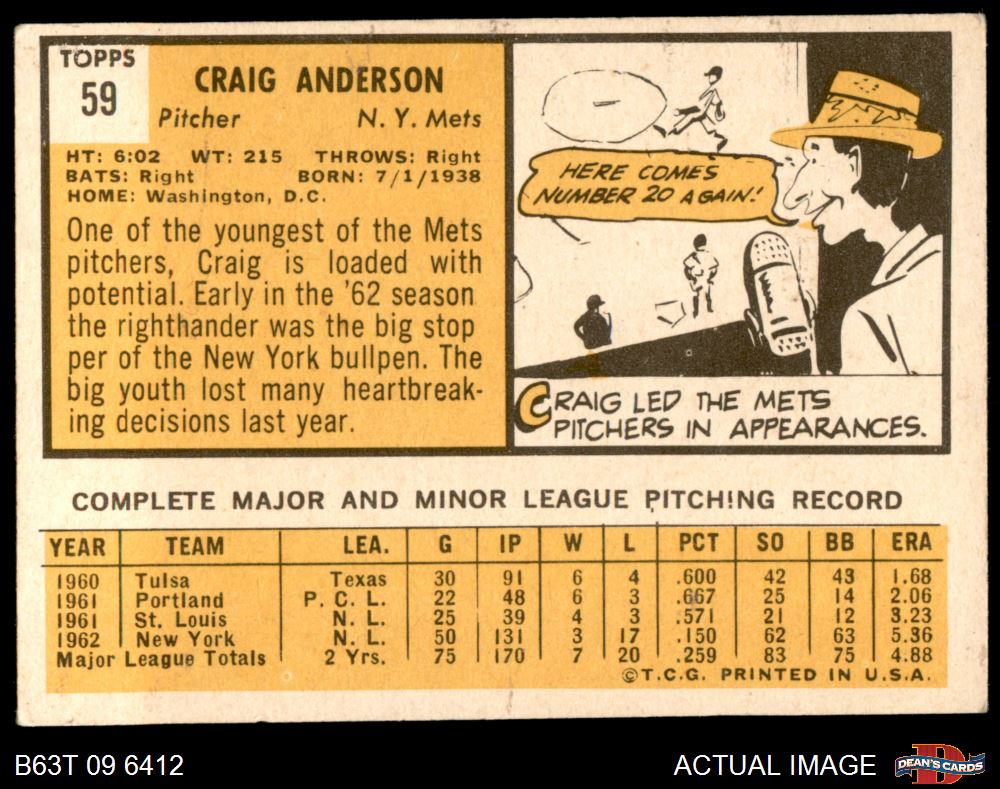 TOPPS
59
CRAIG ANDERSON
Pitcher N. Y. Mets
HT: 6:02 WT: 215 THROWS: Right
BATS: Right BORN: 7/1/1938
HOME: Washington, D.C.
One of the youngest of the Mets
pitchers, Craig is loaded with
potential. Early in the '62 season
the righthander was the big stop
per of the New York bullpen. The
big youth lost many heartbreak-
ing decisions last year.
HERE COMES
NUMBER 20 AGAIN!
CRAIG LED THE METS
PITCHERS IN APPEARANCES.
COMPLETE MAJOR AND MINOR LEAGUE PITCHING RECORD
YEAR TEAM LEA. G IP W L PCT SO BB ERA
1960 Tulsa Texas 30 91 6 4 .600 42 43 1.68
1961 Portland P. C. L. 22 48 6 3 .667 25 14 2.06
1961 St. Louis N. L. 25 39 4 3 .571 21 12 3.23
1962 New York N. L. 50 131 3 17 .150 62 63 5.36
Major League Totals 2 Yrs. 75 170 7 20 .259 83 75 4.88
©T.C.G. PRINTED IN U.S.A.
B63T 09 6412 ACTUAL IMAGE DEAN'S CARDS